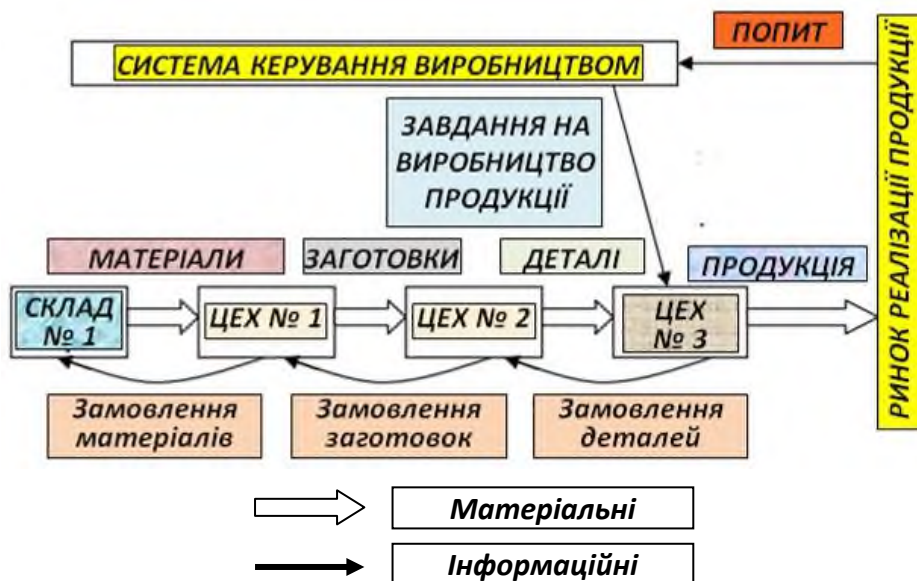 ПОПИТ
СИСТЕМА КЕРУВАННЯ ВИРОБНИЦТВОМ
ЗАВДАННЯ НА
ВИРОБНИЦТВО
ПРОДУКЦІЇ
РИНОК РЕАЛІЗАЦІЇ ПРОДУКЦІЇ
МАТЕРІАЛИ
ЗАГОТОВКИ
ДЕТАЛІ
ПРОДУКЦІЯ
СКЛАД
№ 1
ЦЕХ № 1
ЦЕХ № 2
ЦЕХ
№ 3
Замовлення
матеріалів
Замовлення
заготовок
Замовлення
деталей
Матеріальні
Інформаційні